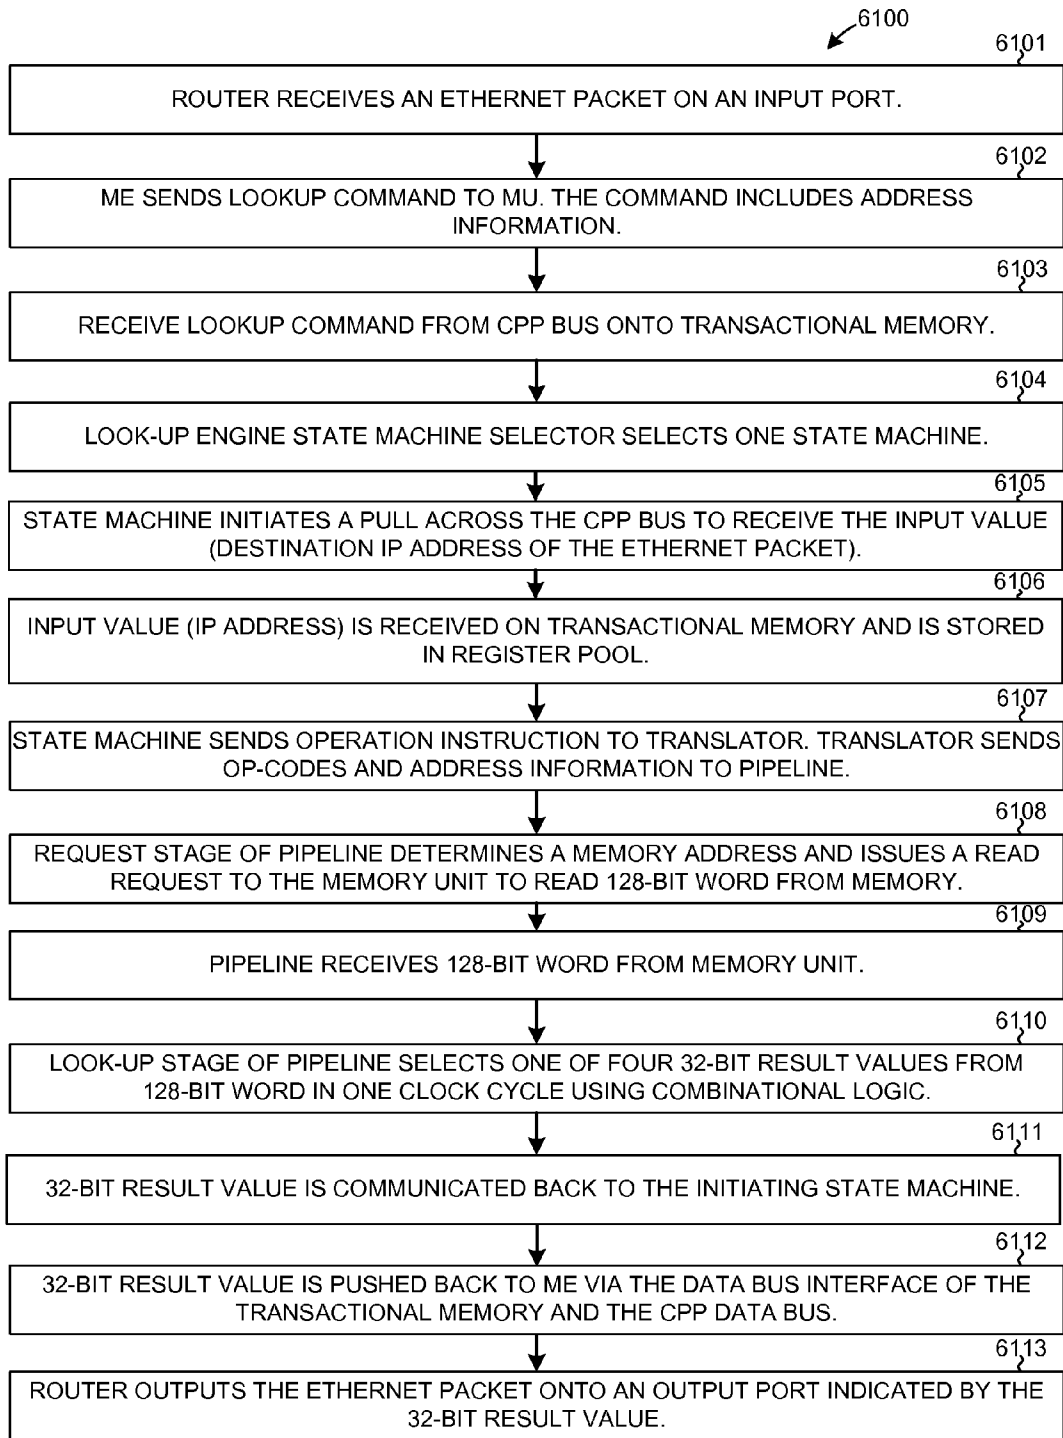 6100
6101
ROUTER RECEIVES AN ETHERNET PACKET ON AN INPUT PORT.
6102
ME SENDS LOOKUP COMMAND TO MU. THE COMMAND INCLUDES ADDRESS
INFORMATION.
6103
RECEIVE LOOKUP COMMAND FROM CPP BUS ONTO TRANSACTIONAL MEMORY.
6104
LOOK-UP ENGINE STATE MACHINE SELECTOR SELECTS ONE STATE MACHINE.
6105
STATE MACHINE INITIATES A PULL ACROSS THE CPP BUS TO RECEIVE THE INPUT VALUE
(DESTINATION IP ADDRESS OF THE ETHERNET PACKET).
6106
INPUT VALUE (IP ADDRESS) IS RECEIVED ON TRANSACTIONAL MEMORY AND IS STORED
IN REGISTER POOL.
6107
STATE MACHINE SENDS OPERATION INSTRUCTION TO TRANSLATOR. TRANSLATOR SENDS
OP-CODES AND ADDRESS INFORMATION TO PIPELINE.
6108
REQUEST STAGE OF PIPELINE DETERMINES A MEMORY ADDRESS AND ISSUES A READ
REQUEST TO THE MEMORY UNIT TO READ 128-BIT WORD FROM MEMORY.
6109
PIPELINE RECEIVES 128-BIT WORD FROM MEMORY UNIT.
6110
LOOK-UP STAGE OF PIPELINE SELECTS ONE OF FOUR 32-BIT RESULT VALUES FROM
128-BIT WORD IN ONE CLOCK CYCLE USING COMBINATIONAL LOGIC.
6111
32-BIT RESULT VALUE IS COMMUNICATED BACK TO THE INITIATING STATE MACHINE.
6112
32-BIT RESULT VALUE IS PUSHED BACK TO ME VIA THE DATA BUS INTERFACE OF THE
TRANSACTIONAL MEMORY AND THE CPP DATA BUS.
6113
ROUTER OUTPUTS THE ETHERNET PACKET ONTO AN OUTPUT PORT INDICATED BY THE
32-BIT RESULT VALUE.